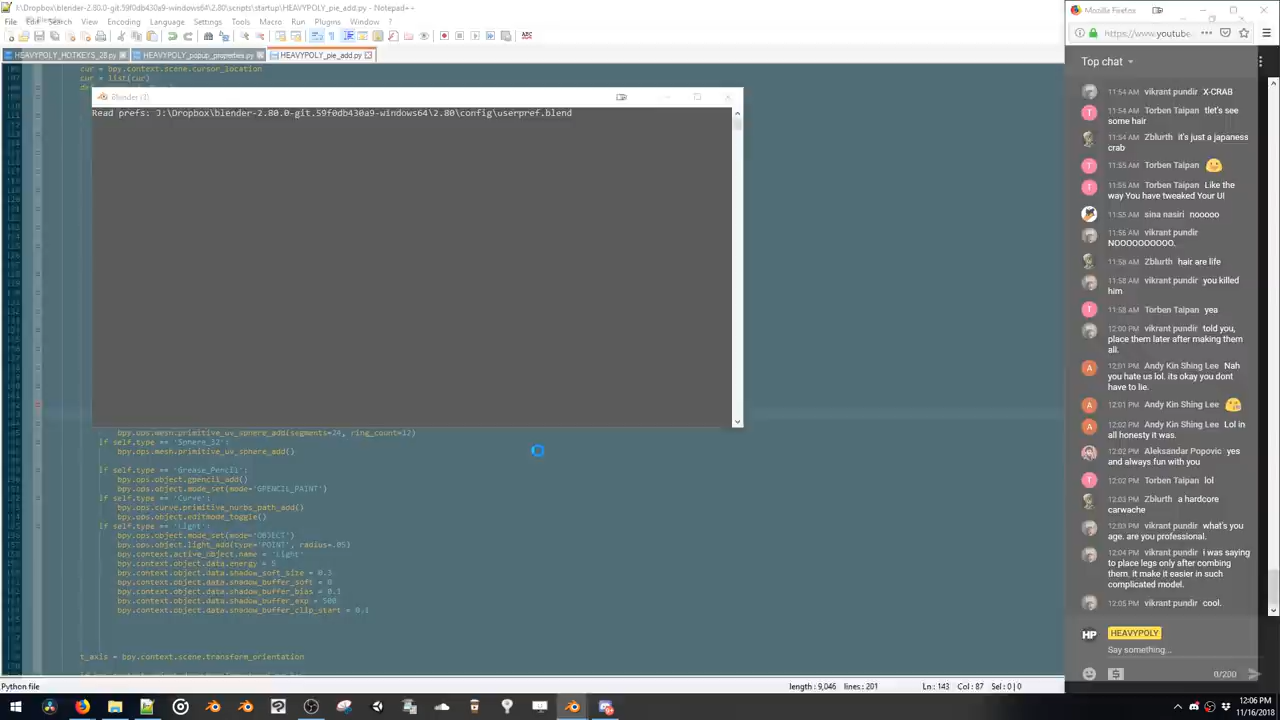 J:\Dropbox\blender-2.80.0-git.59f0db430a9-windows64\2.80\scripts\startup\HEAVYPOLY_pie_add.py - Notepad++
File Edit Search View Encoding Language Settings Tools Macro Run Plugins Window ?
HEAVYPOLY_HOTKEYS_28.py HEAVYPOLY_popup_properties.py HEAVYPOLY_pie_add.py
cur = bpy.context.scene.cursor_location
cur = list(cur)
Blender (3)
Read prefs: J:\Dropbox\blender-2.80.0-git.59f0db430a9-windows64\2.80\config\userpref.blend
bpy.ops.mesh.primitive_uv_sphere_add(segments=24, ring_count=12)
if self.type == 'Sphere_32':
bpy.ops.mesh.primitive_uv_sphere_add()
if self.type == 'Grease_Pencil':
bpy.ops.object.gpencil_add()
bpy.ops.object.mode_set(mode='GPENCIL_PAINT')
if self.type == 'Curve':
bpy.ops.curve.primitive_nurbs_path_add()
bpy.ops.object.editmode_toggle()
if self.type == 'Light':
bpy.ops.object.mode_set(mode='OBJECT')
bpy.ops.object.light_add(type='POINT', radius=.053)
bpy.context.active_object.name = 'Light'
bpy.context.object.data.energy = 5
bpy.context.object.data.shadow_soft_size = 0.3
bpy.context.object.data.shadow_buffer_soft = 8
bpy.context.object.data.shadow_buffer_bias = 0.1
bpy.context.object.data.shadow_buffer_exp = 500
bpy.context.object.data.shadow_buffer_clip_start = 0.1
t_axis = bpy.context.scene.transform_orientation
Python file length : 9,046 lines : 201 Ln : 143 Col : 87 Sel : 0 | 0
Mozilla Firefox
https://www.youtube
Top chat
11:54 AM vikrant pundir X-CRAB
11:54 AM Torben Taipan tlet's see
some hair
11:54 AM Zblurth it's just a japaness
crab
11:55 AM Torben Taipan
11:56 AM Torben Taipan Like the
way You have tweaked Your UI
11:55 AM sina nasiri nooooo
11:56 AM vikrant pundir
NOOOOOOOOOO.
11:58 AM Zblurth hair are life
11:58 AM vikrant pundir you killed
him
11:58 AM Torben Taipan yea
12:00 PM vikrant pundir told you,
place them later after making them
all.
12:01 PM Andy Kin Shing Lee Nah
you hate us lol. its okay you dont
have to lie.
12:01 PM Andy Kin Shing Lee
12:02 PM Andy Kin Shing Lee Lol in
all honesty it was.
12:02 PM Aleksandar Popovic yes
and always fun with you
12:02 PM Torben Taipan lol
12:03 PM Zblurth a hardcore
carwache
12:03 PM vikrant pundir what's you
age. are you professional.
12:04 PM vikrant pundir i was saying
to place legs only after combing
them, it make it easier in such
complicated model.
12:05 PM vikrant pundir cool.
HP HEAVYPOLY
Say something...
0/200
12:06 PM
11/16/2018